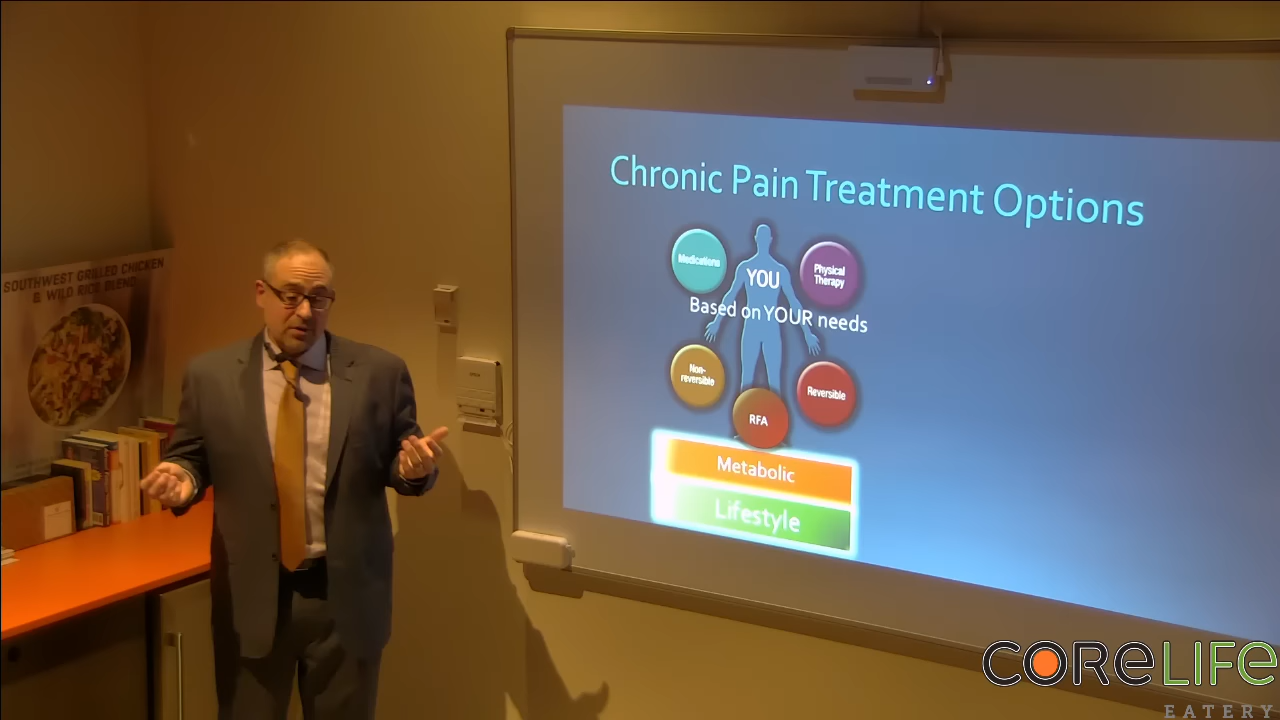 SOUTHWEST GRILLED CHICKEN
& WILD RICE BLEND
Chronic Pain Treatment Options
Medications
YOU
Physical
Therapy
Based on YOUR needs
Non-
reversible
Reversible
RFA
Metabolic
Lifestyle
CORELIFE
EATERY